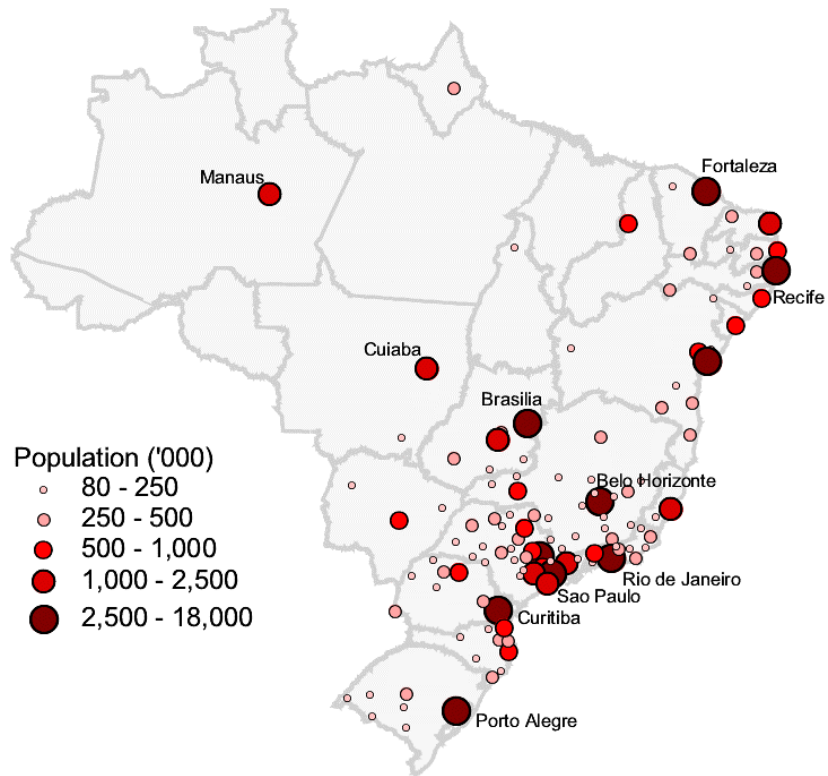 Fortaleza
Manaus
Recife
Cuiaba
Brasilia
Population ('000)
80 - 250
250 - 500
500 - 1,000
1,000 - 2,500
2,500 - 18,000
Belo Horizonte
Rio de Janeiro
Sao Paulo
Curitiba
Porto Alegre